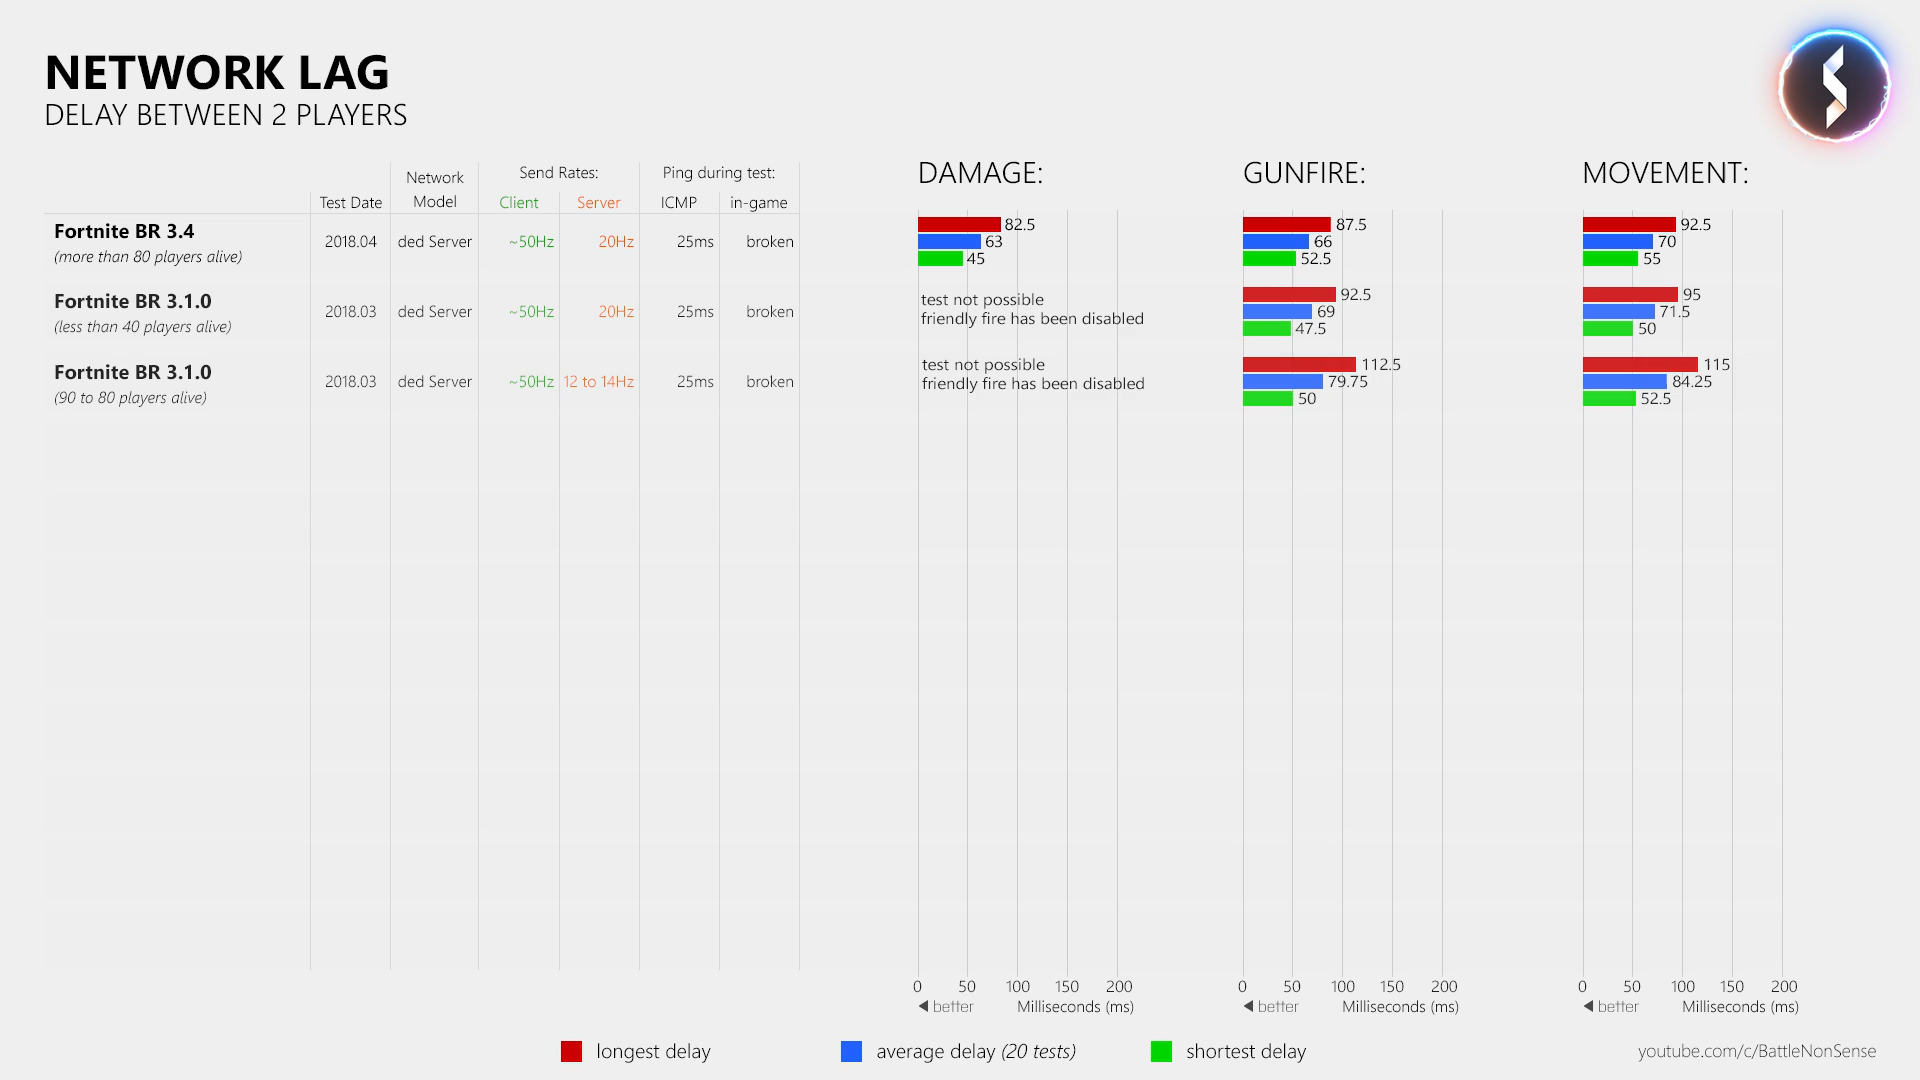 NETWORK LAG
DELAY BETWEEN 2 PLAYERS
DAMAGE: GUNFIRE: MOVEMENT:
Network Send Rates: Ping during test:
Test Date Model Client Server ICMP in-game
Fortnite BR 3.4
(more than 80 players alive)
2018.04 ded Server ~50Hz 20Hz 25ms broken
82.5
63
45
87.5
66
52.5
92.5
70
55
Fortnite BR 3.1.0
(less than 40 players alive)
2018.03 ded Server ~50Hz 20Hz 25ms broken
test not possible
friendly fire has been disabled
92.5
69
47.5
95
71.5
50
Fortnite BR 3.1.0
(90 to 80 players alive)
2018.03 ded Server ~50Hz 12 to 14Hz 25ms broken
test not possible
friendly fire has been disabled
112.5
79.75
50
115
84.25
52.5
0 50 100 150 200
◄ better Milliseconds (ms)
0 50 100 150 200
◄ better Milliseconds (ms)
0 50 100 150 200
◄ better Milliseconds (ms)
longest delay average delay (20 tests) shortest delay
youtube.com/c/BattleNonSense